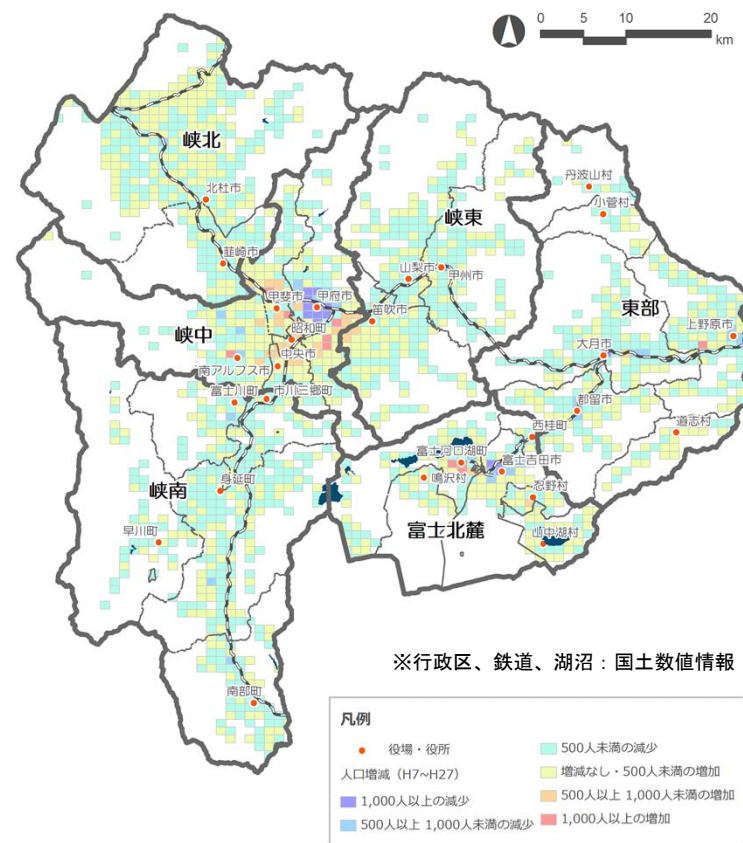 0 5 10 20
km
峡北
丹波山村
小菅村
北杜市
峡東
韮崎市
山梨市
甲州市
東部
甲斐市
甲府市
笛吹市
上野原市
峡中
昭和町
大月市
中央市
南アルプス市
富士川町
市川三郷町
都留市
西桂町
道志村
富士河口湖町
富士吉田市
鳴沢村
身延町
峡南
忍野村
富士北麓
早川町
山中湖村
※行政区、鉄道、湖沼：国土数値情報
南部町
凡例
役場・役所
人口増減（H7~H27）
1,000人以上の減少
500人以上 1,000人未満の減少
500人未満の減少
増減なし・500人未満の増加
500人以上 1,000人未満の増加
1,000人以上の増加